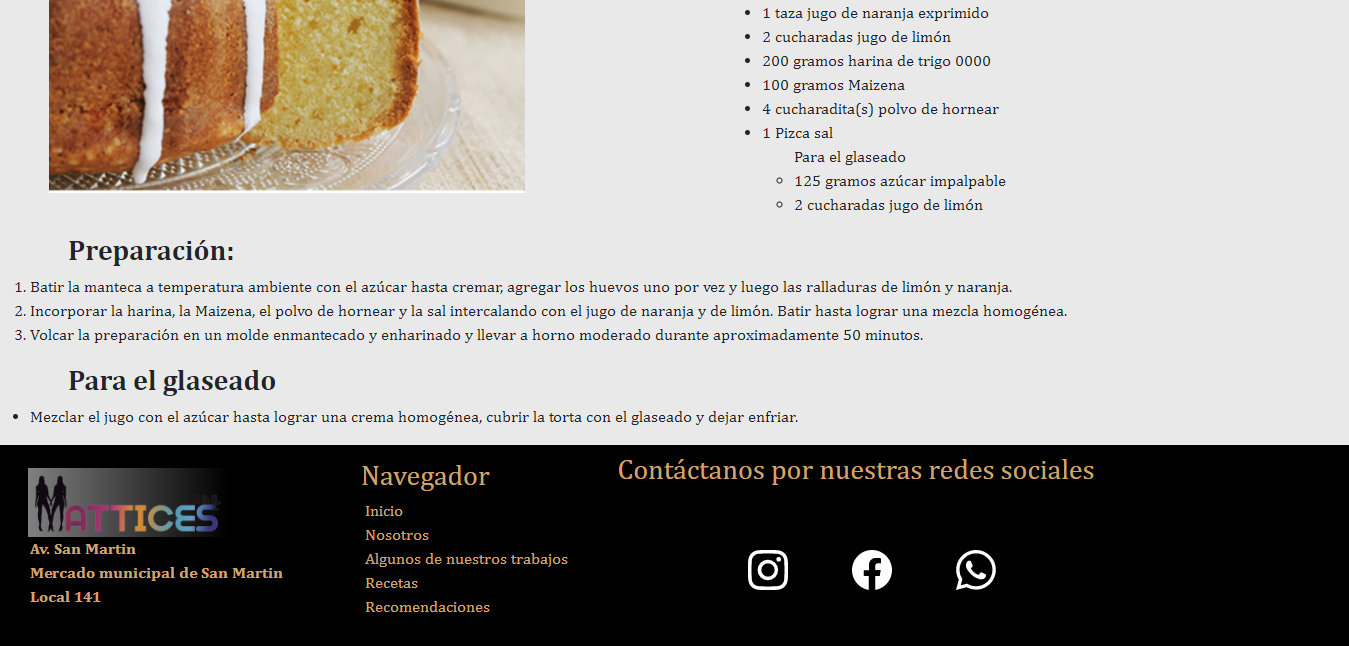 • 1 taza jugo de naranja exprimido
• 2 cucharadas jugo de limón
• 200 gramos harina de trigo 0000
• 100 gramos Maizena
• 4 cucharadita(s) polvo de hornear
• 1 Pizca sal
Para el glaseado
◦ 125 gramos azúcar impalpable
◦ 2 cucharadas jugo de limón
Preparación:
1. Batir la manteca a temperatura ambiente con el azúcar hasta cremar, agregar los huevos uno por vez y luego las ralladuras de limón y naranja.
2. Incorporar la harina, la Maizena, el polvo de hornear y la sal intercalando con el jugo de naranja y de limón. Batir hasta lograr una mezcla homogénea.
3. Volcar la preparación en un molde enmantecado y enharinado y llevar a horno moderado durante aproximadamente 50 minutos.
Para el glaseado
• Mezclar el jugo con el azúcar hasta lograr una crema homogénea, cubrir la torta con el glaseado y dejar enfriar.
MATTICES
Av. San Martin
Mercado municipal de San Martin
Local 141
Navegador
Inicio
Nosotros
Algunos de nuestros trabajos
Recetas
Recomendaciones
Contáctanos por nuestras redes sociales